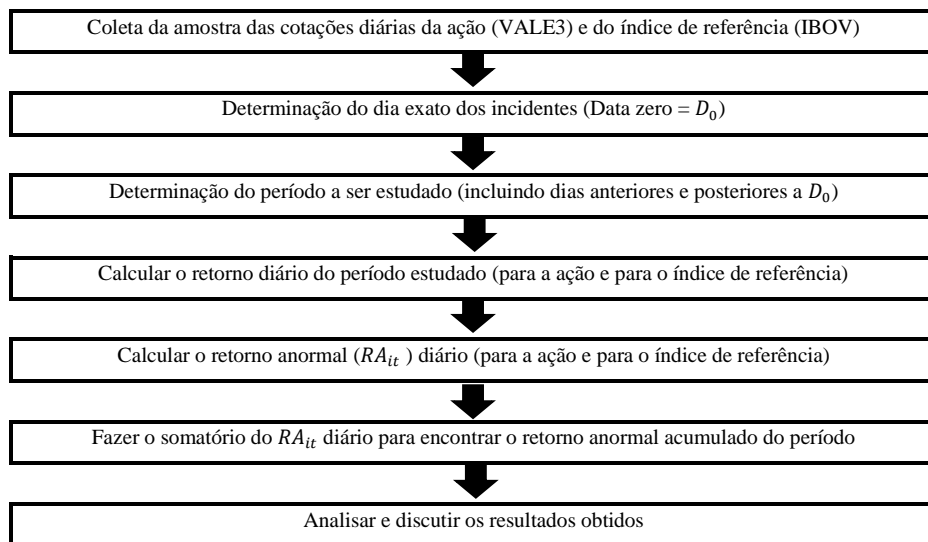 Coleta da amostra das cotações diárias da ação (VALE3) e do índice de referência (IBOV)
Determinação do dia exato dos incidentes (Data zero = D₀)
Determinação do período a ser estudado (incluindo dias anteriores e posteriores a D₀)
Calcular o retorno diário do período estudado (para a ação e para o índice de referência)
Calcular o retorno anormal (RAᵢₜ ) diário (para a ação e para o índice de referência)
Fazer o somatório do RAᵢₜ diário para encontrar o retorno anormal acumulado do período
Analisar e discutir os resultados obtidos